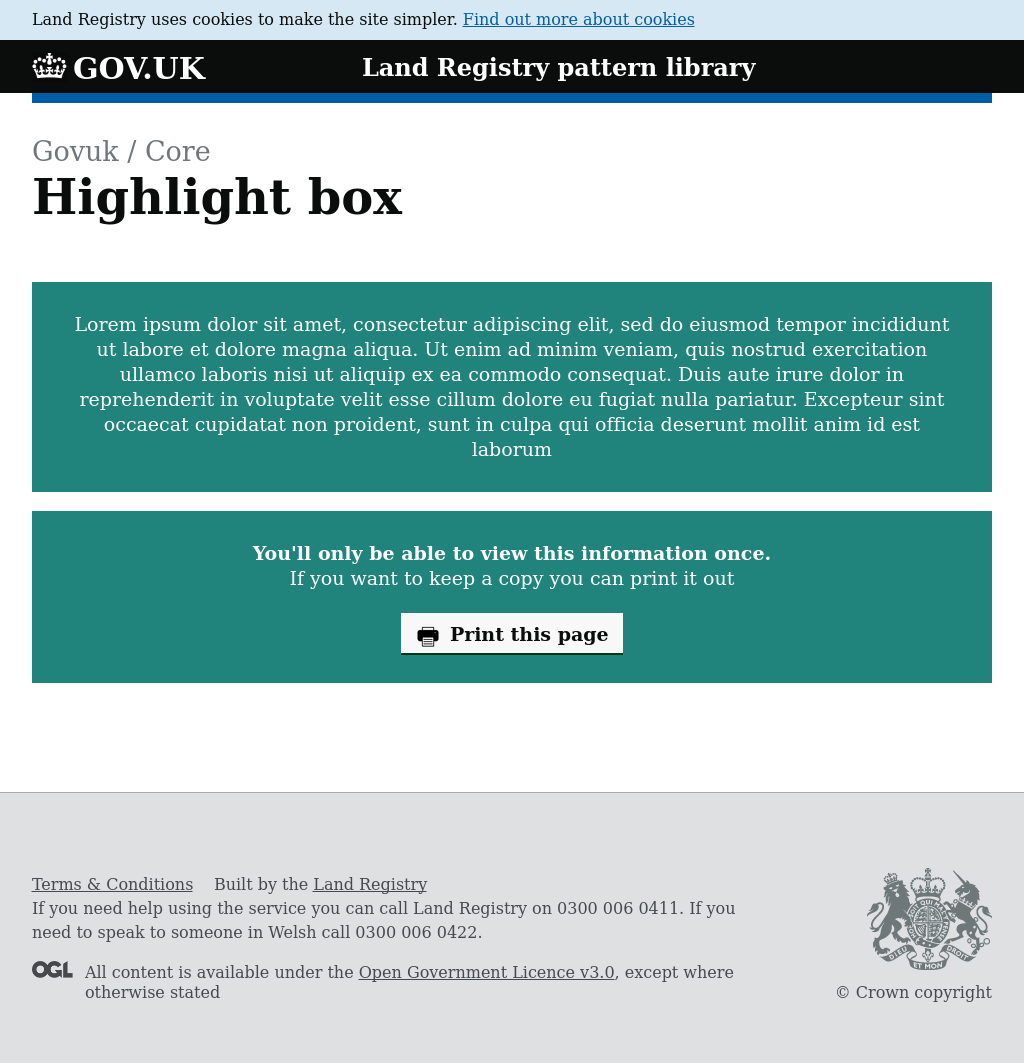 Land Registry uses cookies to make the site simpler. Find out more about cookies
GOV.UK
Land Registry pattern library
Govuk / Core
Highlight box
Lorem ipsum dolor sit amet, consectetur adipiscing elit, sed do eiusmod tempor incididunt
ut labore et dolore magna aliqua. Ut enim ad minim veniam, quis nostrud exercitation
ullamco laboris nisi ut aliquip ex ea commodo consequat. Duis aute irure dolor in
reprehenderit in voluptate velit esse cillum dolore eu fugiat nulla pariatur. Excepteur sint
occaecat cupidatat non proident, sunt in culpa qui officia deserunt mollit anim id est
laborum
You'll only be able to view this information once.
If you want to keep a copy you can print it out
Print this page
Terms & Conditions Built by the Land Registry
If you need help using the service you can call Land Registry on 0300 006 0411. If you
need to speak to someone in Welsh call 0300 006 0422.
OGL
All content is available under the Open Government Licence v3.0, except where
otherwise stated
DIEU ET MON DROIT
© Crown copyright